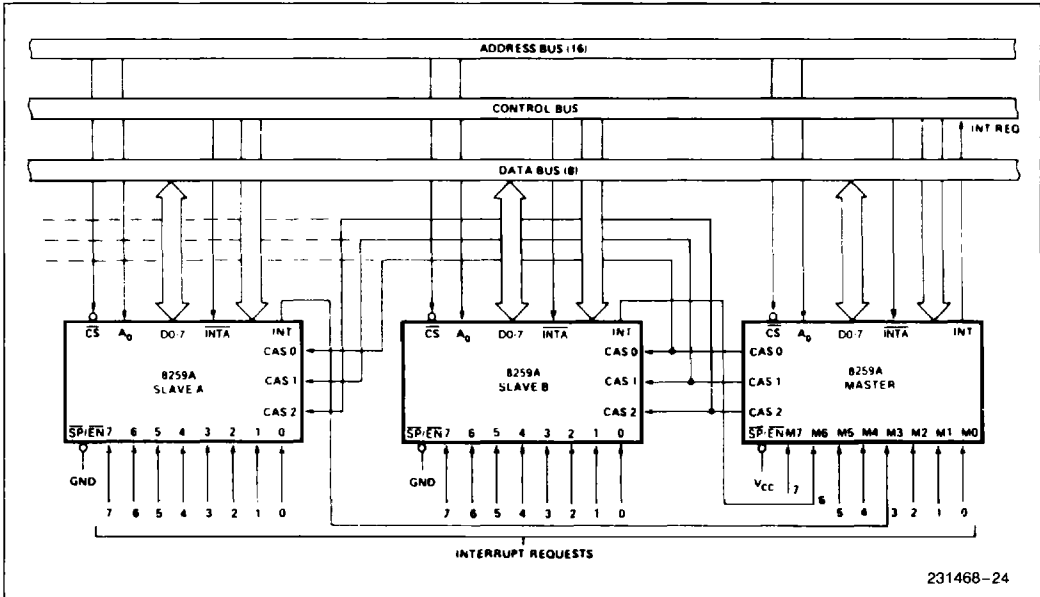 ADDRESS BUS (16)
CONTROL BUS
INT REQ
DATA BUS (8)
CS A0 D0-7 INTA INT
CAS 0
8259A
SLAVE A
CAS 1
CAS 2
SP/EN 7 6 5 4 3 2 1 0
GND
7 6 5 4 3 2 1 0
CS A0 D0-7 INTA INT
CAS 0
8259A
SLAVE B
CAS 1
CAS 2
SP/EN 7 6 5 4 3 2 1 0
GND
7 6 5 4 3 2 1 0
CS A0 D0-7 INTA INT
CAS 0
8259A
MASTER
CAS 1
CAS 2
SP/EN M7 M6 M5 M4 M3 M2 M1 M0
VCC
7 6 5 4 3 2 1 0
INTERRUPT REQUESTS
231468-24